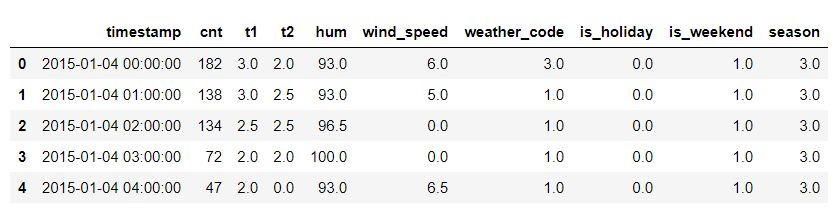 timestamp cnt t1 t2 hum wind_speed weather_code is_holiday is_weekend season
0 2015-01-04 00:00:00 182 3.0 2.0 93.0 6.0 3.0 0.0 1.0 3.0
1 2015-01-04 01:00:00 138 3.0 2.5 93.0 5.0 1.0 0.0 1.0 3.0
2 2015-01-04 02:00:00 134 2.5 2.5 96.5 0.0 1.0 0.0 1.0 3.0
3 2015-01-04 03:00:00 72 2.0 2.0 100.0 0.0 1.0 0.0 1.0 3.0
4 2015-01-04 04:00:00 47 2.0 0.0 93.0 6.5 1.0 0.0 1.0 3.0